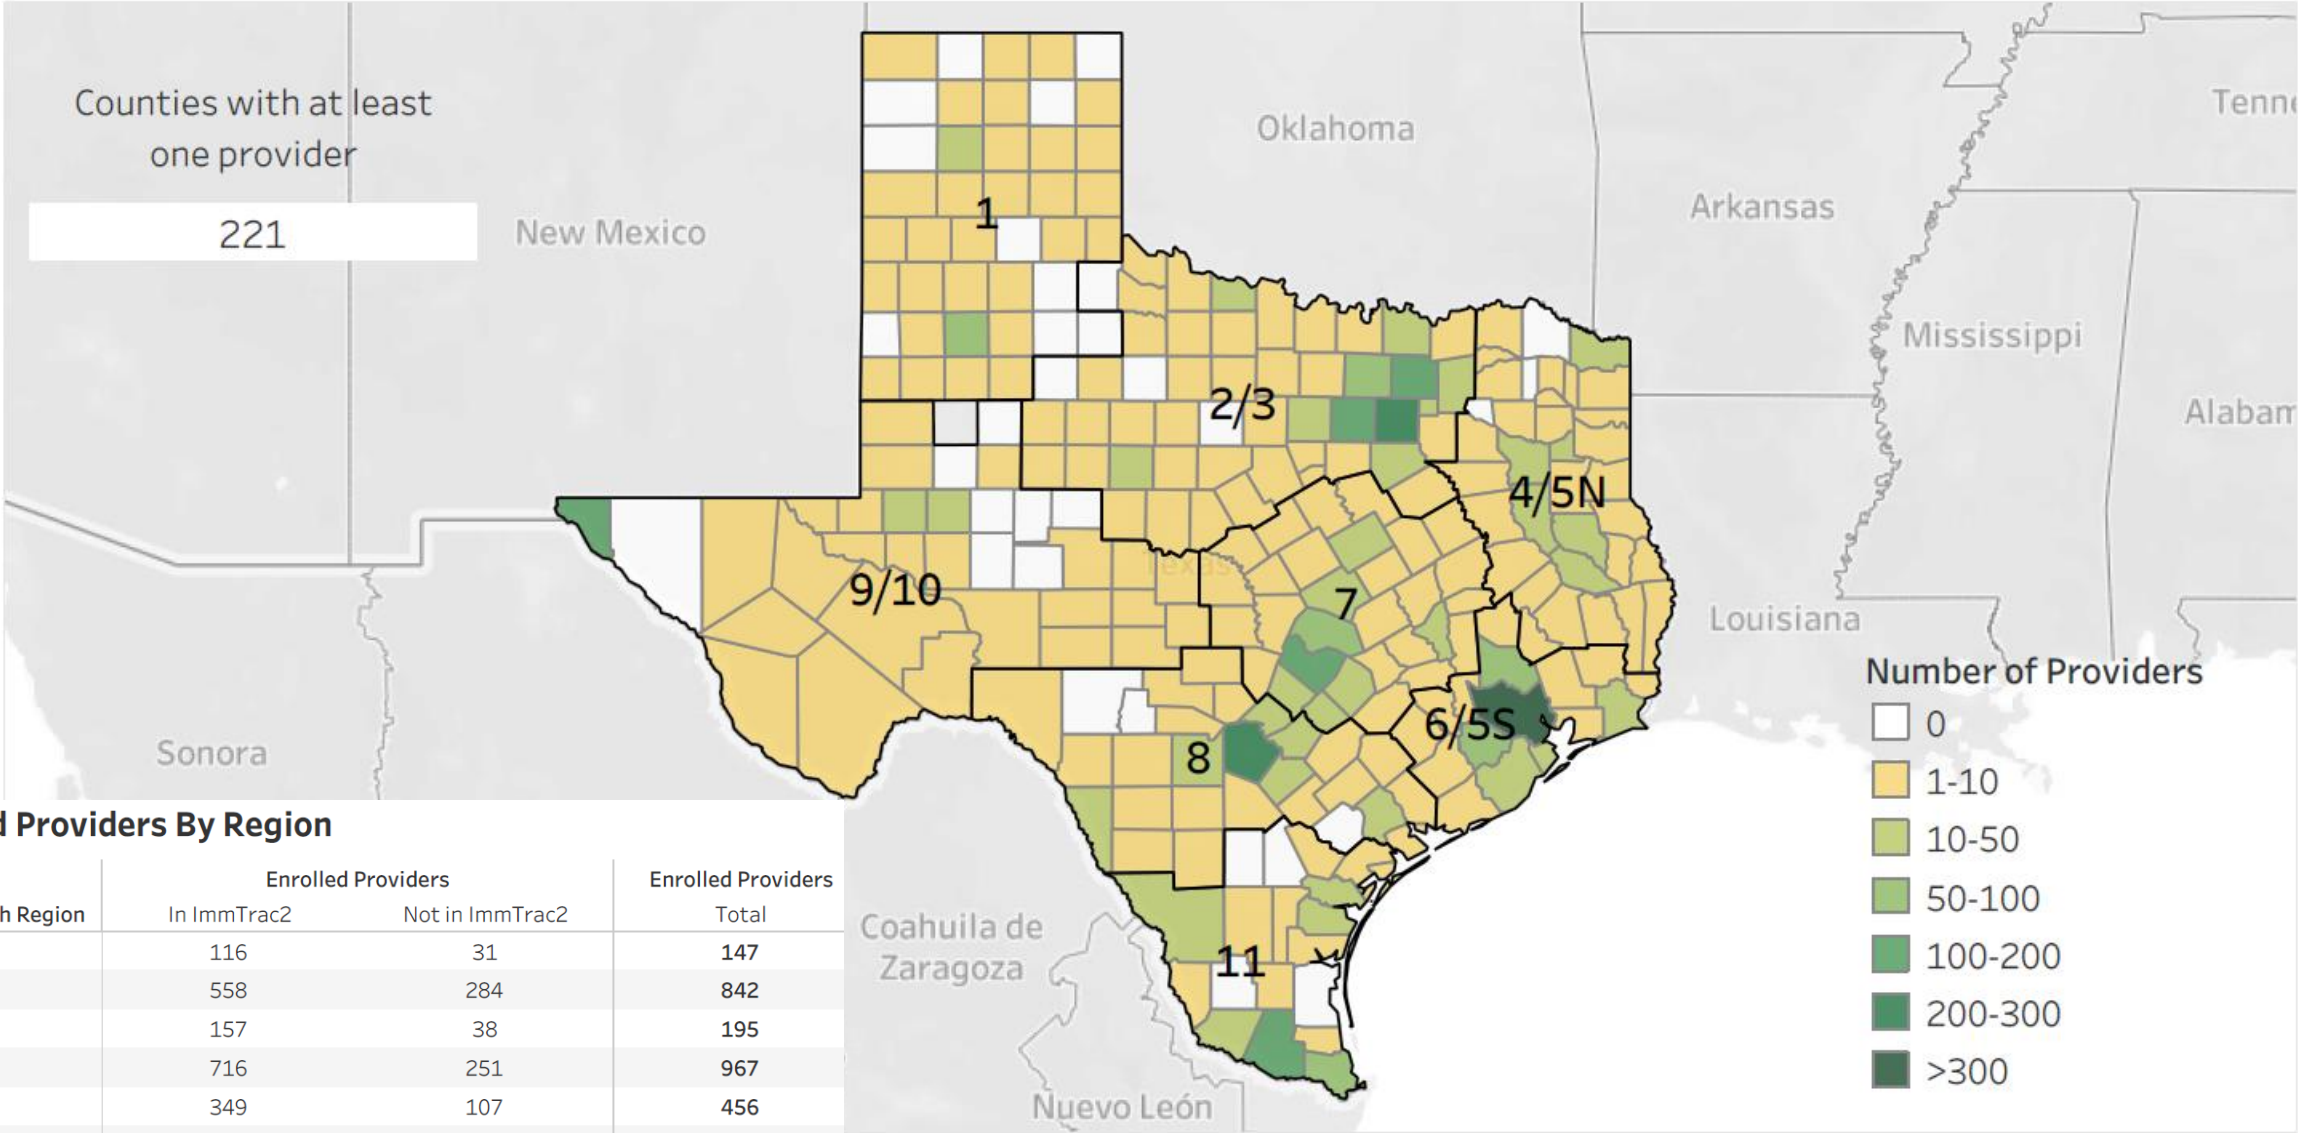 Counties with at least
one provider
221
New Mexico
Oklahoma
Arkansas
Mississippi
Louisiana
Texas
Sonora
Coahuila de
Zaragoza
Nuevo León
1
2/3
4/5N
9/10
7
6/5S
8
11
Number of Providers
0
1-10
10-50
50-100
100-200
200-300
>300
Providers By Region
Enrolled Providers Enrolled Providers
Region In ImmTrac2 Not in ImmTrac2 Total
116 31 147
558 284 842
157 38 195
716 251 967
349 107 456